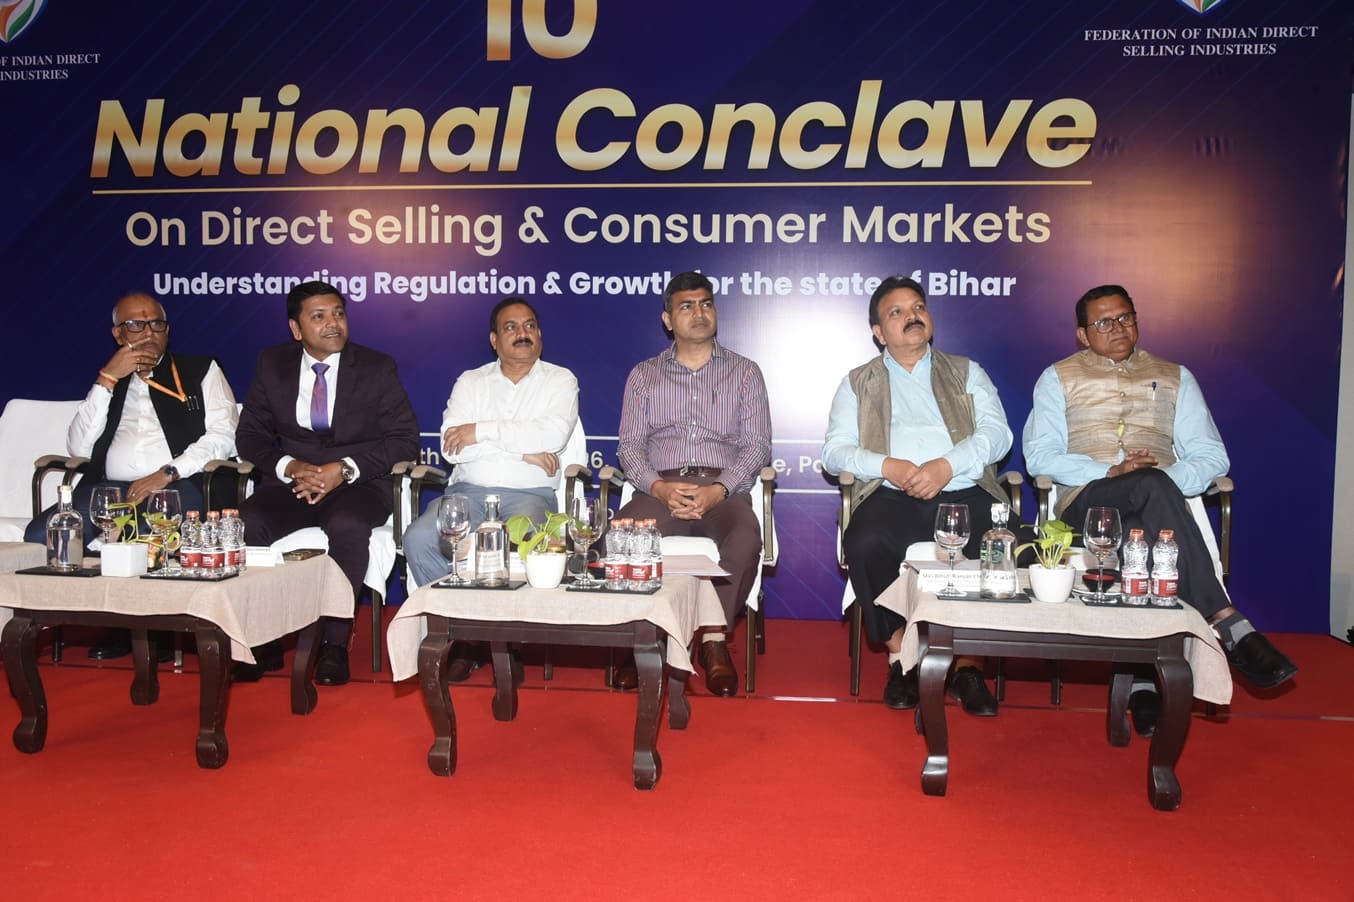 OF INDIAN DIRECT
INDUSTRIES
FEDERATION OF INDIAN DIRECT
SELLING INDUSTRIES
10
National Conclave
On Direct Selling & Consumer Markets
Understanding Regulation & Growth for the state of Bihar